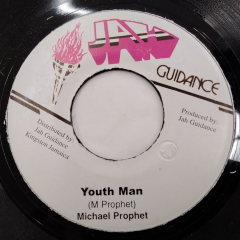 JAH
GUIDANCE
Distributed by:
Jah Guidance
Kingston Jamaica
Produced by:
Jah Guidance
Youth Man
(M Prophet)
Michael Prophet